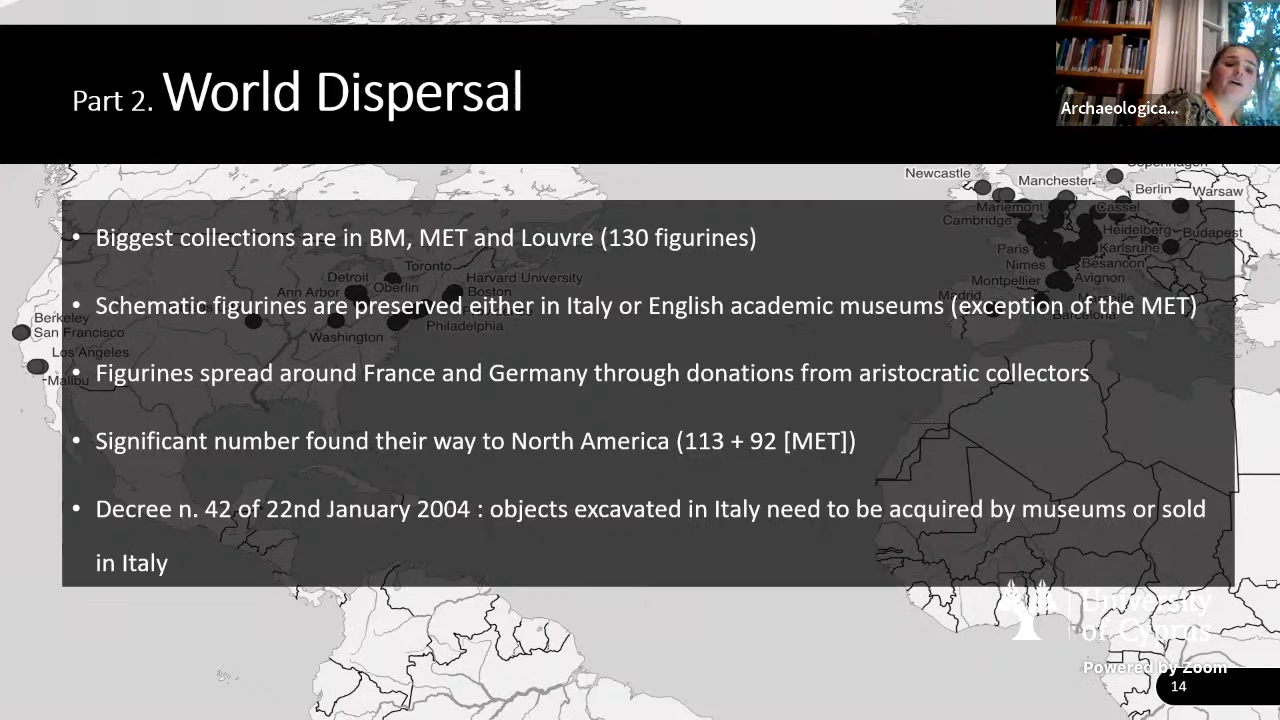 Part 2. World Dispersal
Archaeologica...
Copenhagen
Newcastle
Manchester
Berlin
Warsaw
Mariemont
Cassel
Cambridge
Heidelberg
Budapest
• Biggest collections are in BM, MET and Louvre (130 figurines)
Paris
Karlsruhe
Nimes
Besancon
Toronto
Detroit
Oberlin
Harvard University
Montpellier
Avignon
Ann Arbor
Boston
Madrid
• Schematic figurines are preserved either in Italy or English academic museums (exception of the MET)
Barcelona
Berkeley
San Francisco
Philadelphia
Washington
Los Angeles
Malibu
• Figurines spread around France and Germany through donations from aristocratic collectors
• Significant number found their way to North America (113 + 92 [MET])
• Decree n. 42 of 22nd January 2004 : objects excavated in Italy need to be acquired by museums or sold
in Italy
University
of Cyprus
Powered by Zoom
14